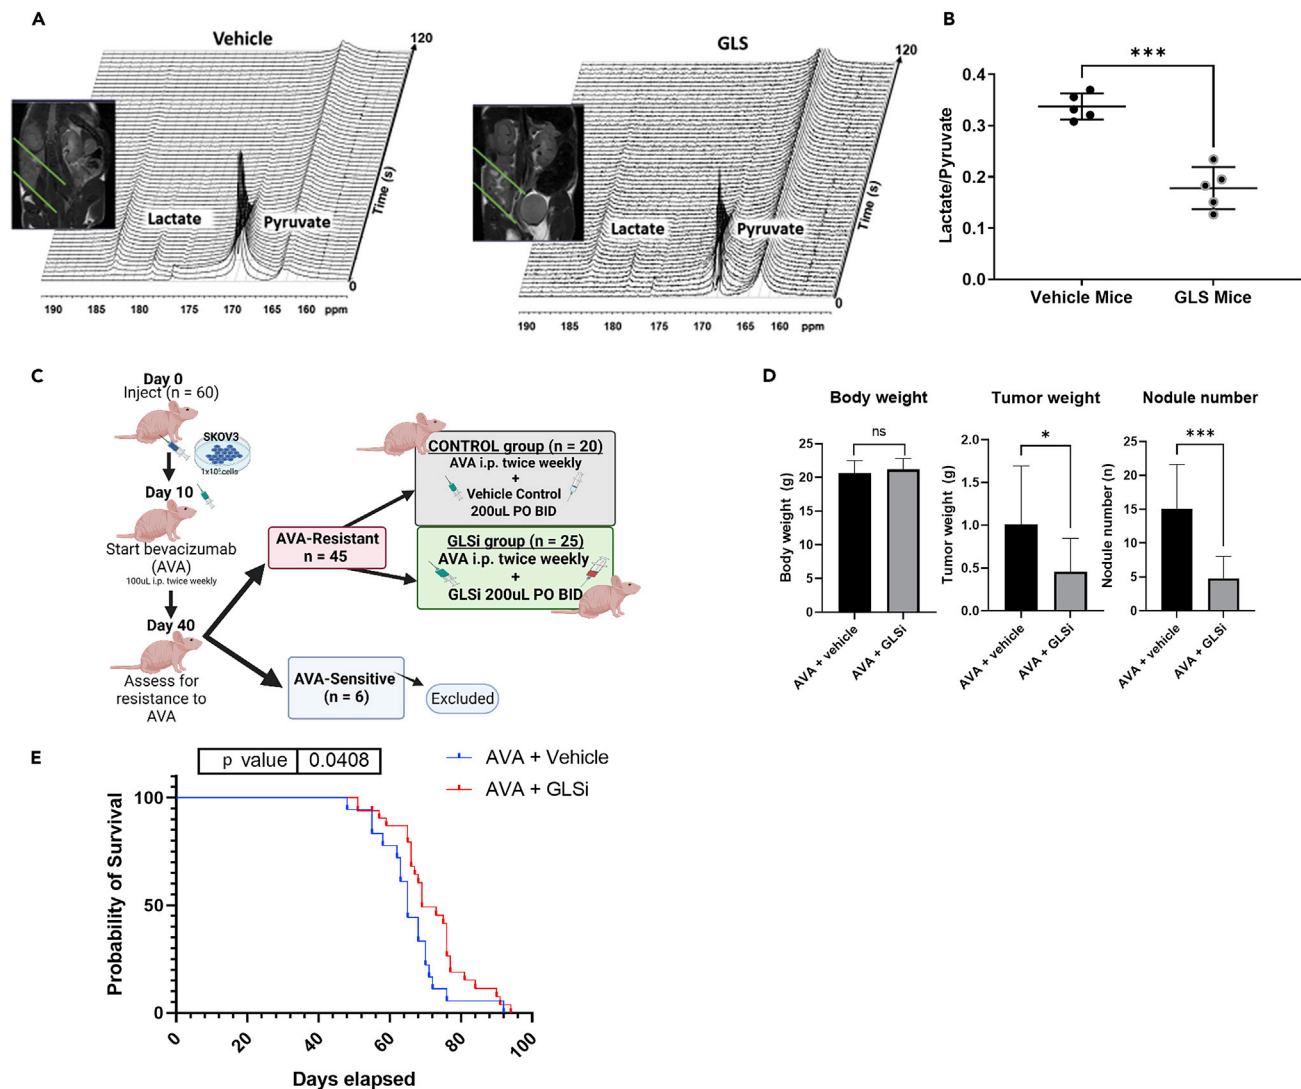 A
Vehicle
120
Lactate
Pyruvate
Time (s)
0
190 185 180 175 170 165 160 ppm
GLS
120
Lactate
Pyruvate
Time (s)
0
190 185 180 175 170 165 160 ppm
B
***
Lactate/Pyruvate
0.4
0.3
0.2
0.1
0.0
Vehicle Mice
GLS Mice
C
Day 0
Inject (n = 60)
SKOV3
Day 10
Start bevacizumab
(AVA)
100uL i.p. twice weekly
Day 40
Assess for
resistance to
AVA
AVA-Resistant
n = 45
AVA-Sensitive
(n = 6)
Excluded
CONTROL group (n = 20)
AVA i.p. twice weekly
+
Vehicle Control
200uL PO BID
GLSi group (n = 25)
AVA i.p. twice weekly
+
GLSi 200uL PO BID
D
Body weight
ns
Body weight (g)
25
20
15
10
5
0
AVA + vehicle
AVA + GLSi
Tumor weight
*
Tumor weight (g)
2.0
1.5
1.0
0.5
0.0
AVA + vehicle
AVA + GLSi
Nodule number
***
Nodule number (n)
25
20
15
10
5
0
AVA + vehicle
AVA + GLSi
E
p value 0.0408
AVA + Vehicle
AVA + GLSi
Probability of Survival
100
50
0
0 20 40 60 80 100
Days elapsed